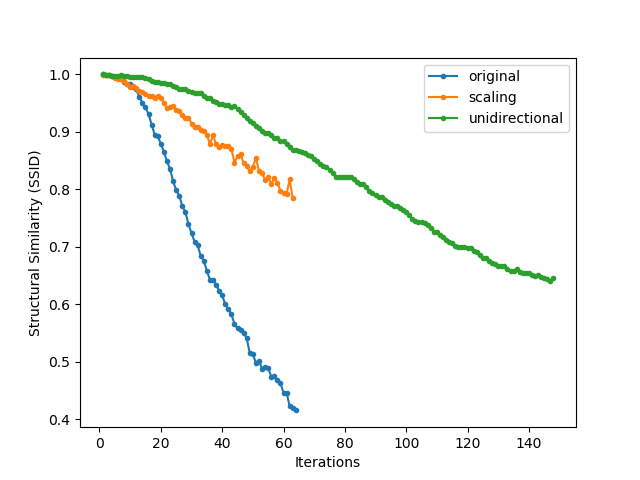 original
scaling
unidirectional
Structural Similarity (SSID)
1.0
0.9
0.8
0.7
0.6
0.5
0.4
0 20 40 60 80 100 120 140
Iterations